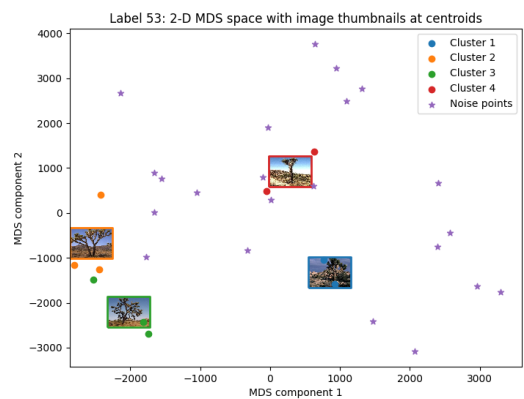 Label 53: 2-D MDS space with image thumbnails at centroids
4000
3000
2000
1000
0
−1000
−2000
−3000
MDS component 2
Cluster 1
Cluster 2
Cluster 3
Cluster 4
Noise points
−2000 −1000 0 1000 2000 3000
MDS component 1